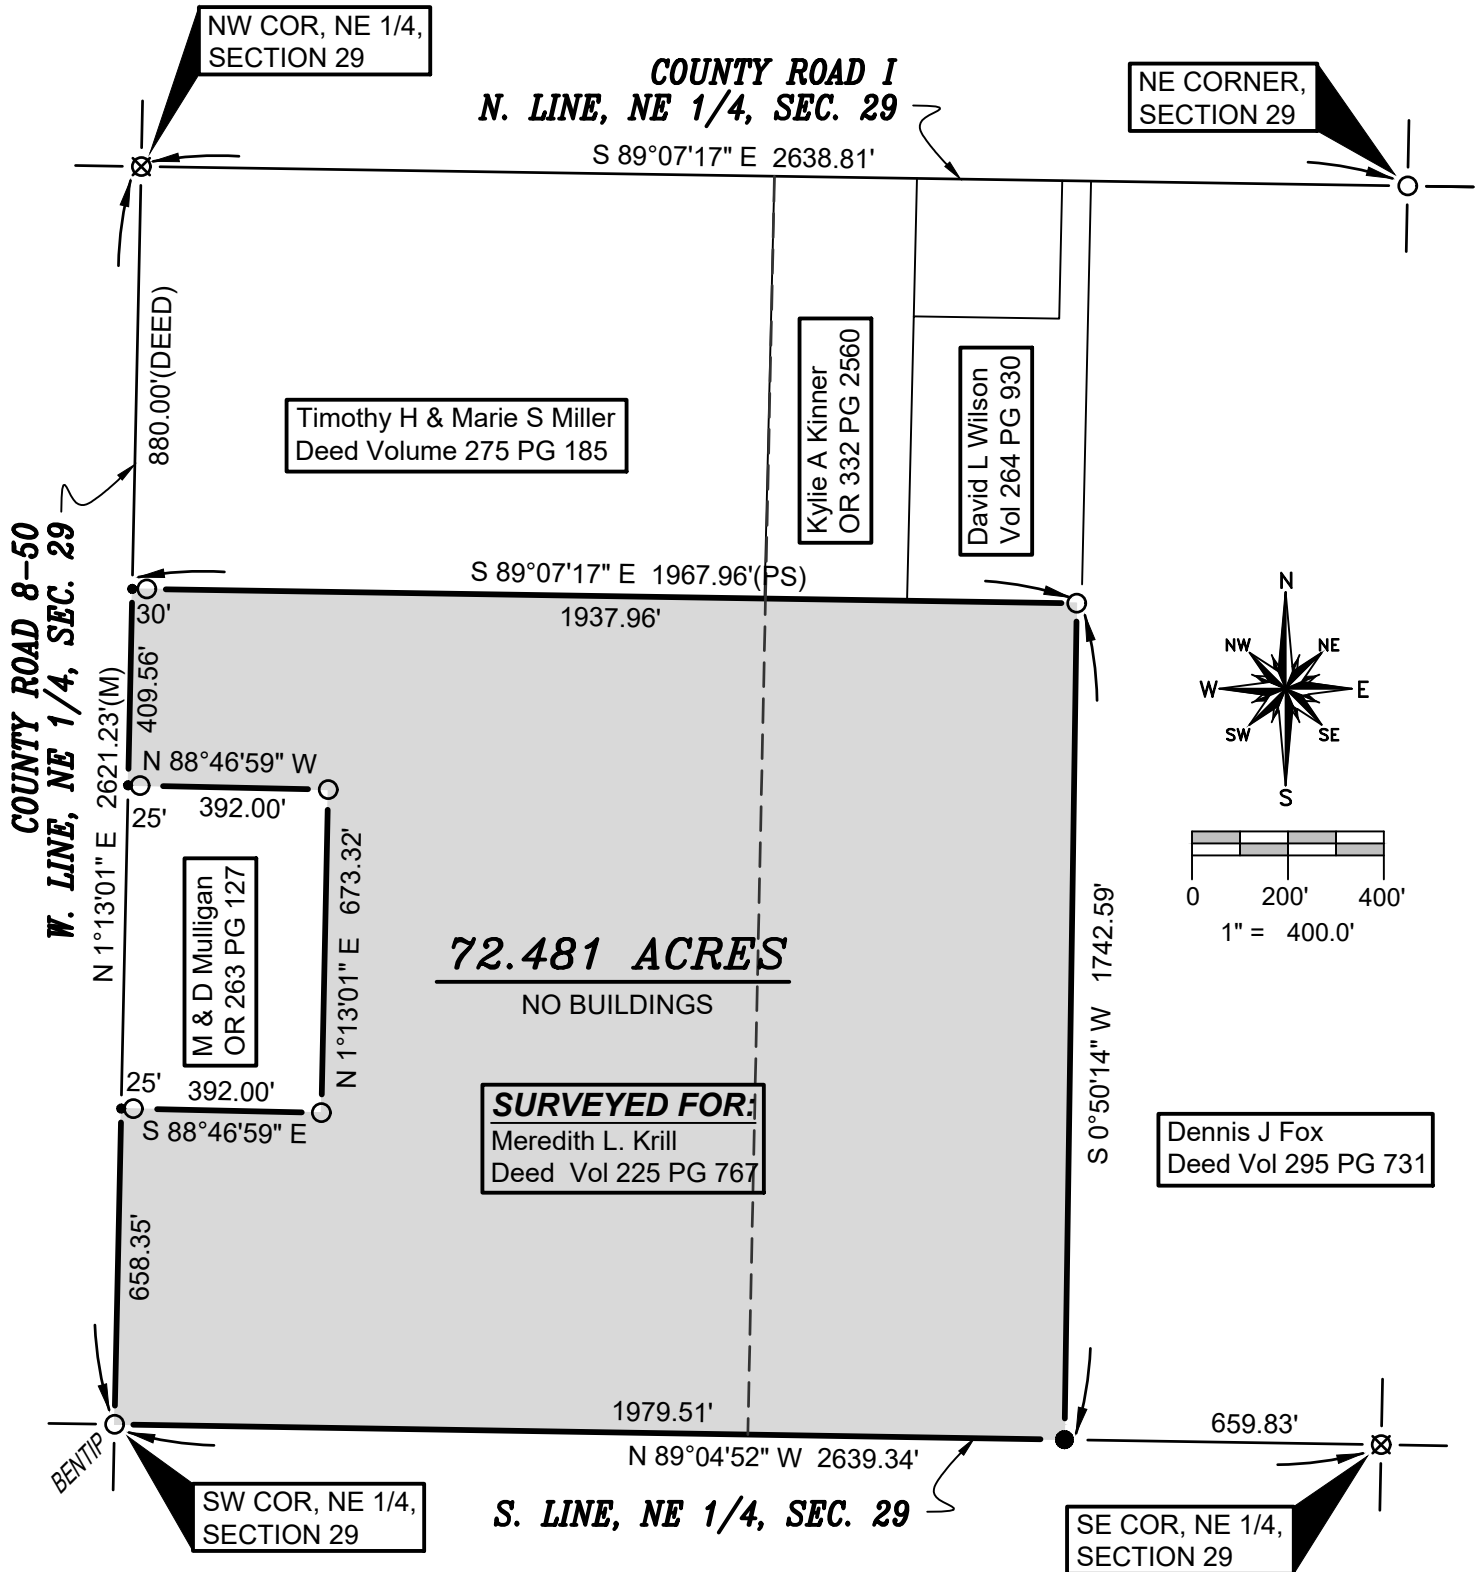 NW COR, NE 1/4,
SECTION 29
COUNTY ROAD I
N. LINE, NE 1/4, SEC. 29
NE CORNER,
SECTION 29
S 89°07'17" E 2638.81'
880.00'(DEED)
Timothy H & Marie S Miller
Deed Volume 275 PG 185
Kylie A Kinner
OR 332 PG 2560
David L Wilson
Vol 264 PG 930
COUNTY ROAD 8-50
W. LINE, NE 1/4, SEC. 29
N 1°13'01" E 2621.23'(M)
S 89°07'17" E 1967.96'(PS)
30'
1937.96'
409.56'
N 88°46'59" W
25'
392.00'
M & D Mulligan
OR 263 PG 127
N 1°13'01" E 673.32'
25'
392.00'
S 88°46'59" E
72.481 ACRES
NO BUILDINGS
SURVEYED FOR:
Meredith L. Krill
Deed Vol 225 PG 767
S 0°50'14" W 1742.59'
N
NW
NE
W
E
SW
SE
S
0 200' 400'
1" = 400.0'
Dennis J Fox
Deed Vol 295 PG 731
658.35'
1979.51'
659.83'
N 89°04'52" W 2639.34'
BENTIP
SW COR, NE 1/4,
SECTION 29
S. LINE, NE 1/4, SEC. 29
SE COR, NE 1/4,
SECTION 29